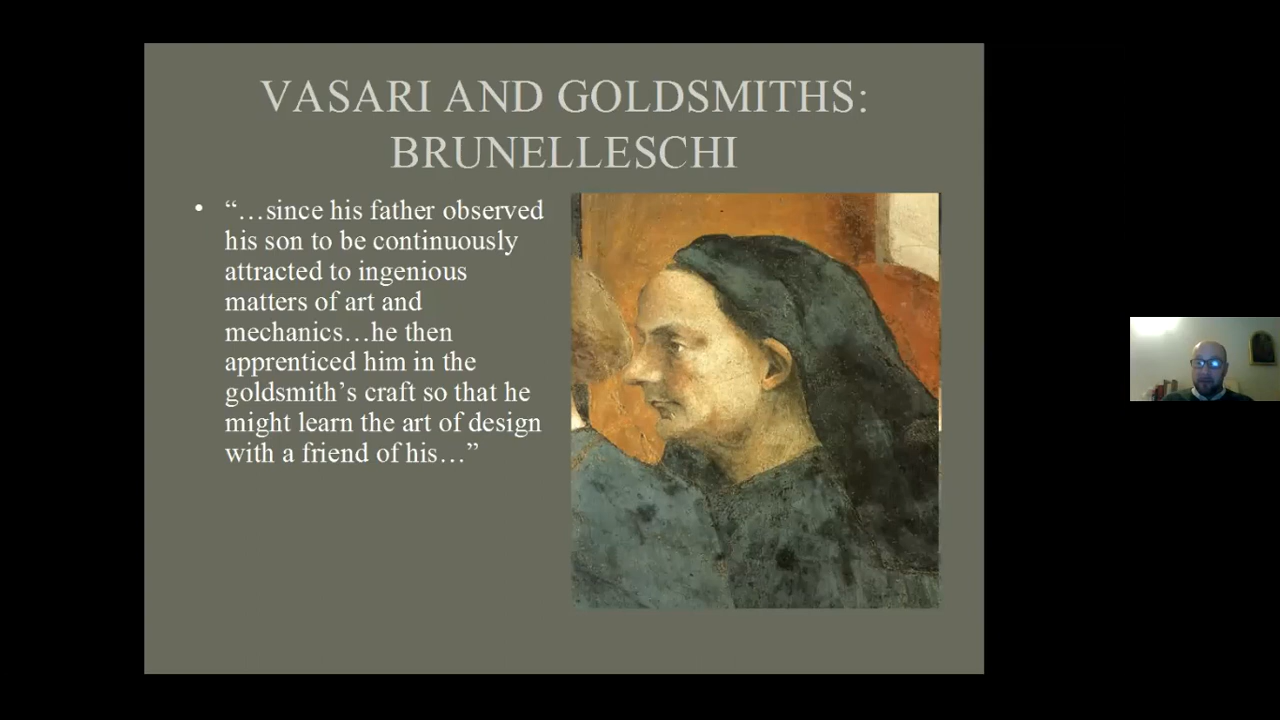 VASARI AND GOLDSMITHS:
BRUNELLESCHI
• “…since his father observed
his son to be continuously
attracted to ingenious
matters of art and
mechanics…he then
apprenticed him in the
goldsmith’s craft so that he
might learn the art of design
with a friend of his…”